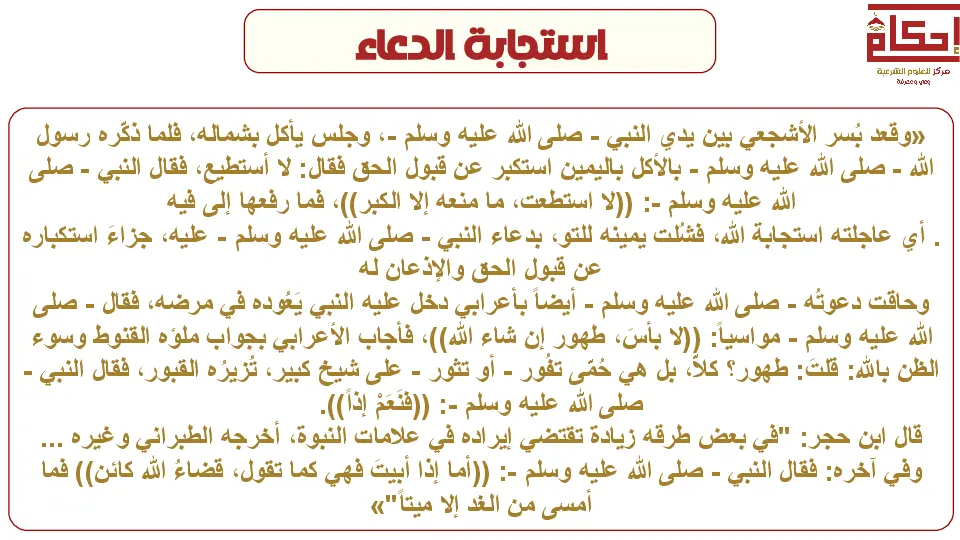 استجابة الدعاء
إحكام
مركز للعلوم الشرعية
وعي ومعرفة
«وقعد بُسر الأشجعي بين يدي النبي - صلى الله عليه وسلم -، وجلس يأكل بشماله، فلما ذكّره رسول
الله - صلى الله عليه وسلم - بالأكل باليمين استكبر عن قبول الحق فقال: لا أستطيع، فقال النبي - صلى
الله عليه وسلم -: ((لا استطعت، ما منعه إلا الكبر))، فما رفعها إلى فيه
. أي عاجلته استجابة الله، فشُلت يمينه للتو، بدعاء النبي - صلى الله عليه وسلم - عليه، جزاءَ استكباره
عن قبول الحق والإذعان له
وحاقت دعوتُه - صلى الله عليه وسلم - أيضاً بأعرابي دخل عليه النبي يَعُوده في مرضه، فقال - صلى
الله عليه وسلم - مواسياً: ((لا بأسَ، طهور إن شاء الله))، فأجاب الأعرابي بجواب ملؤه القنوط وسوء
الظن بالله: قلتَ: طهور؟ كلاَّ، بل هي حُمّى تفُور - أو تثور - على شيخ كبير، تُزيرُه القبور، فقال النبي -
صلى الله عليه وسلم -: ((فَنَعَمْ إذاً)).
قال ابن حجر: "في بعض طرقه زيادة تقتضي إيراده في علامات النبوة، أخرجه الطبراني وغيره ...
وفي آخره: فقال النبي - صلى الله عليه وسلم -: ((أما إذا أبيتَ فهي كما تقول، قضاءُ الله كائن)) فما
أمسى من الغد إلا ميتاً"»